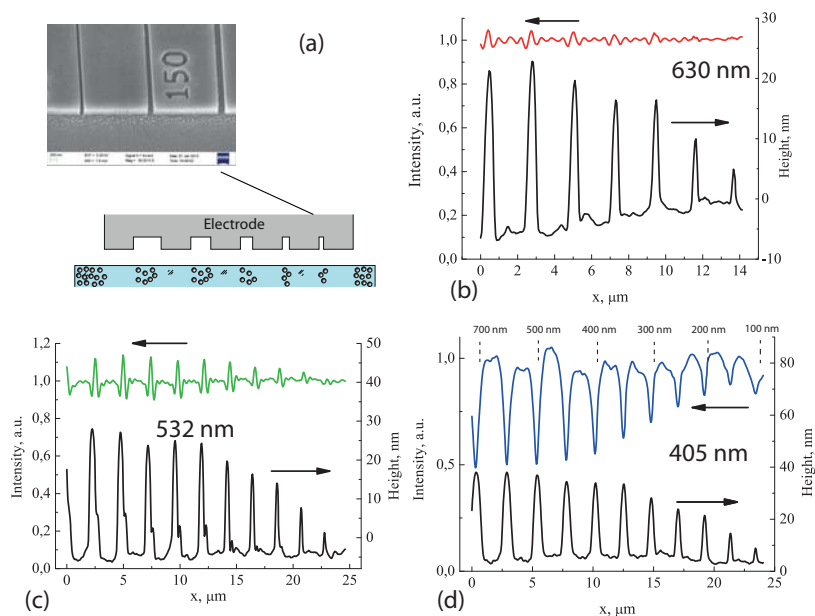 (a)
150
Electrode
Intensity, a.u.
1,0
0,8
0,6
0,4
0,2
0,0
630 nm
30
20
10
0
-10
Height, nm
0 2 4 6 8 10 12 14
x, µm
(b)
Intensity, a.u.
1,2
1,0
0,8
0,6
0,4
0,2
0,0
532 nm
50
40
30
20
10
0
Height, nm
0 5 10 15 20 25
x, µm
(c)
700 nm 500 nm 400 nm 300 nm 200 nm 100 nm
Intensity, a.u.
1,0
0,5
0,0
405 nm
80
60
40
20
0
Height, nm
0 5 10 15 20 25
x, µm
(d)